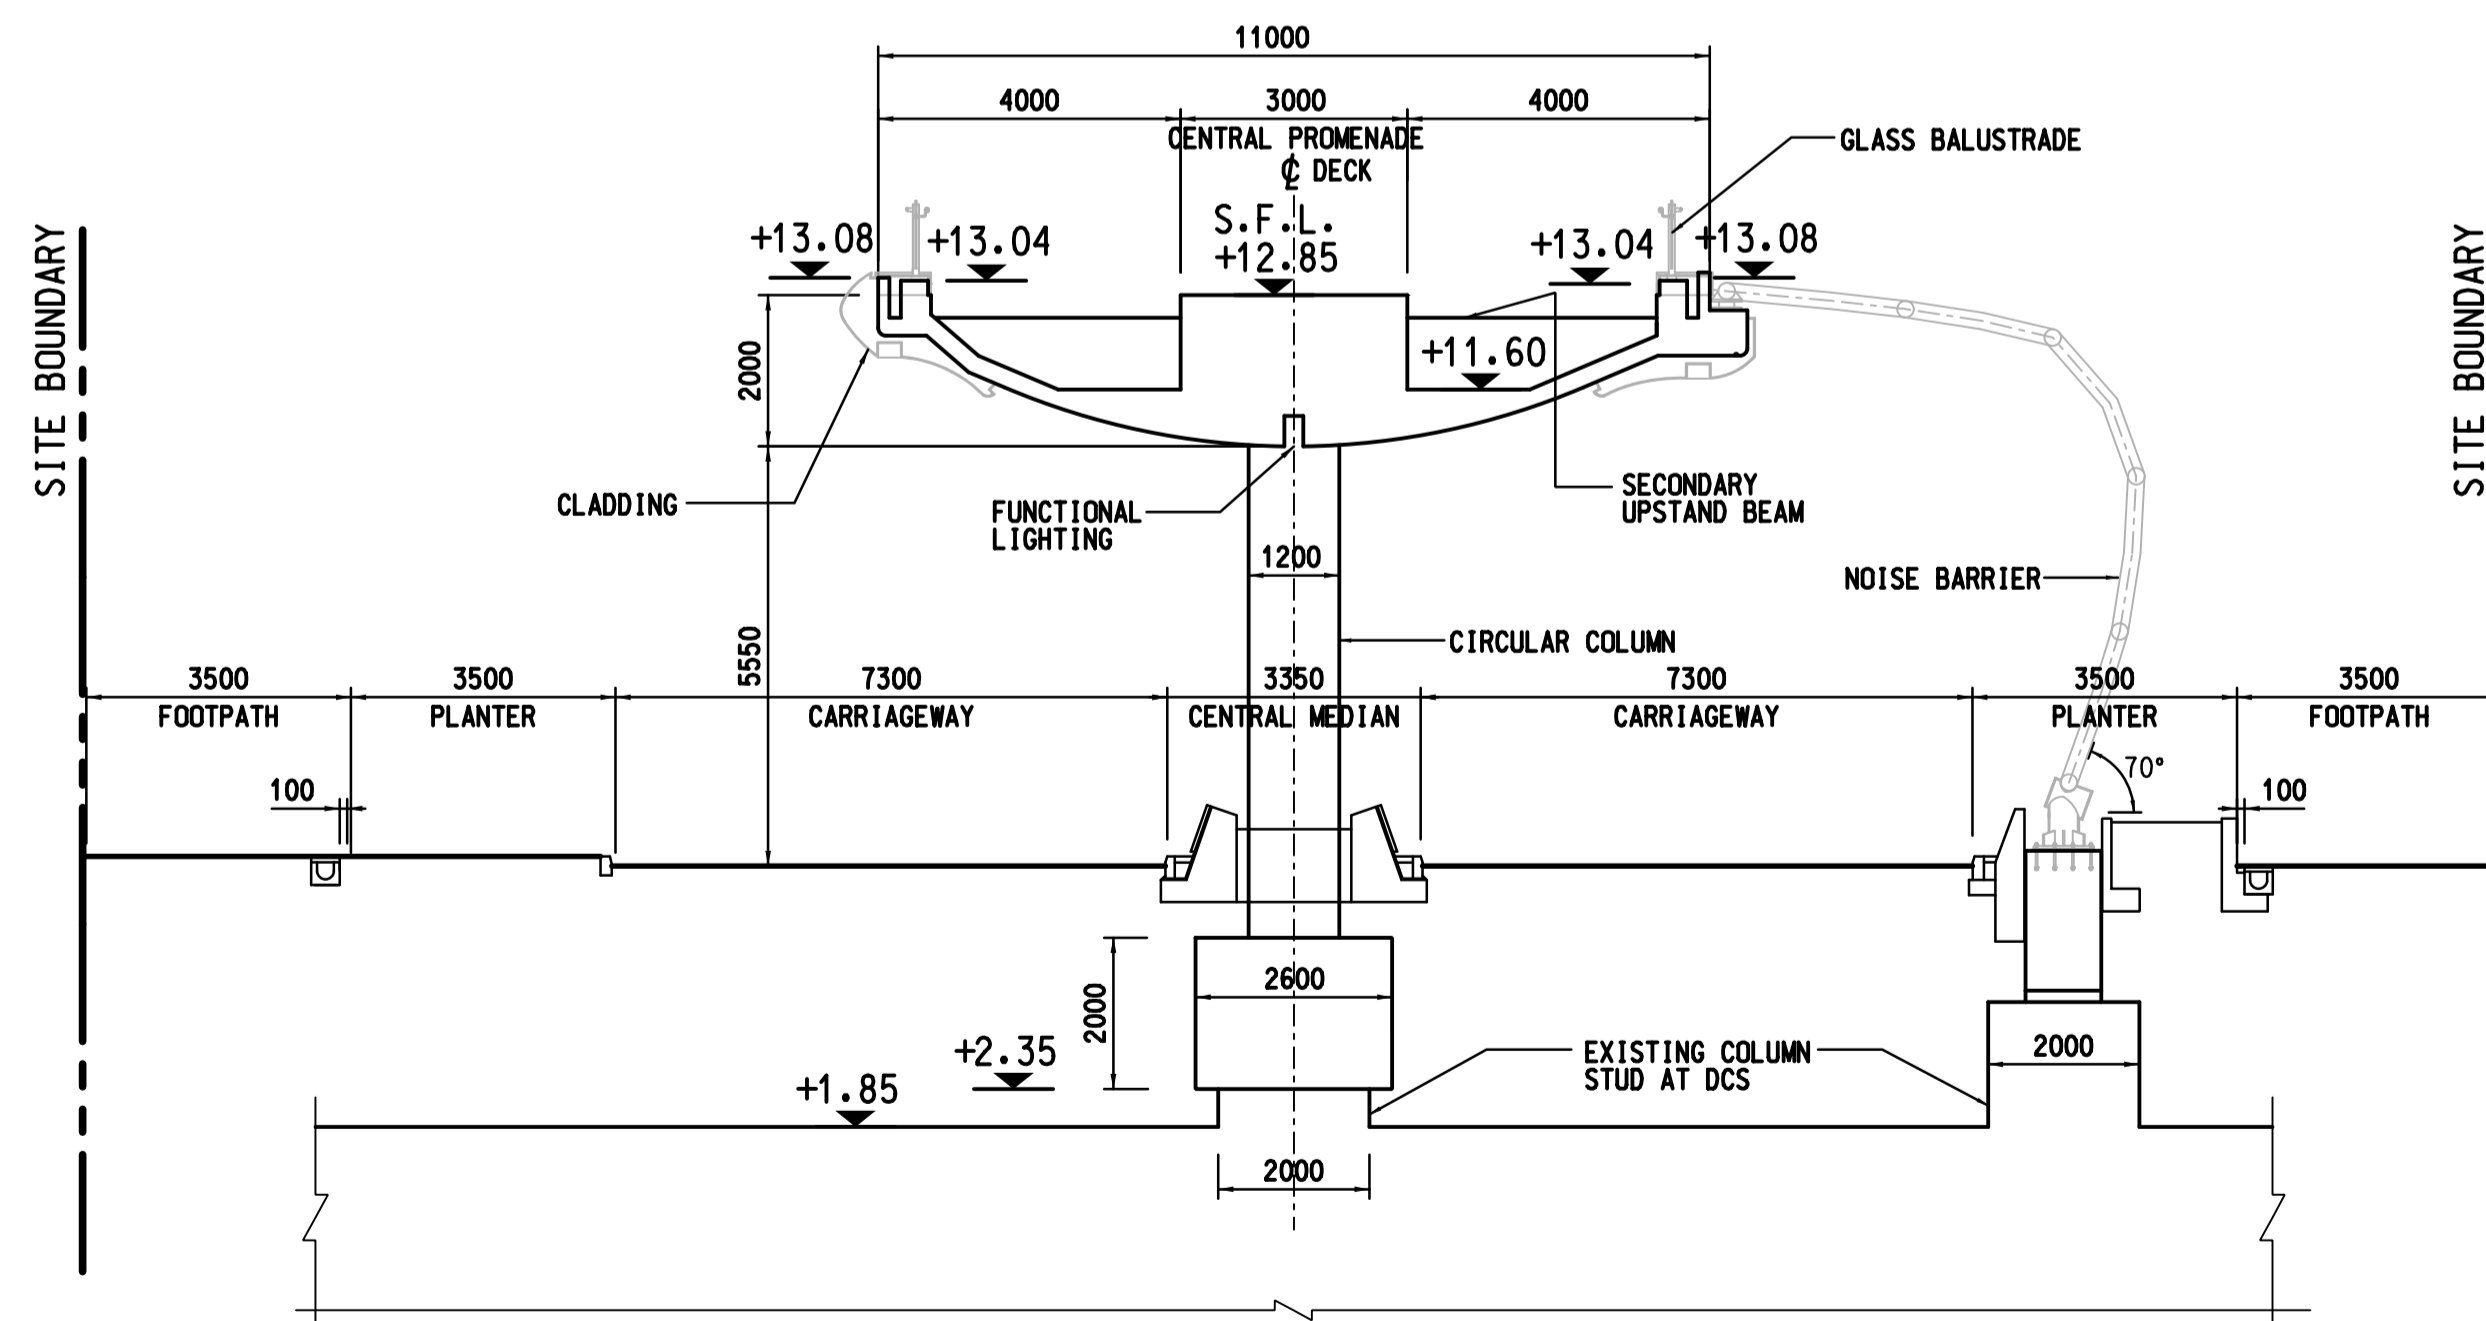 11000
4000
3000
4000
CENTRAL PROMENADE
℄ DECK
GLASS BALUSTRADE
S.F.L.
+12.85
+13.08
+13.04
+13.04
+13.08
SITE BOUNDARY
SITE BOUNDARY
2000
+11.60
CLADDING
FUNCTIONAL
LIGHTING
SECONDARY
UPSTAND BEAM
1200
NOISE BARRIER
CIRCULAR COLUMN
5550
3500
3500
7300
3350
7300
3500
3500
FOOTPATH
PLANTER
CARRIAGEWAY
CENTRAL MEDIAN
CARRIAGEWAY
PLANTER
FOOTPATH
70°
100
100
2600
2000
+2.35
+1.85
EXISTING COLUMN
STUD AT DCS
2000
2000